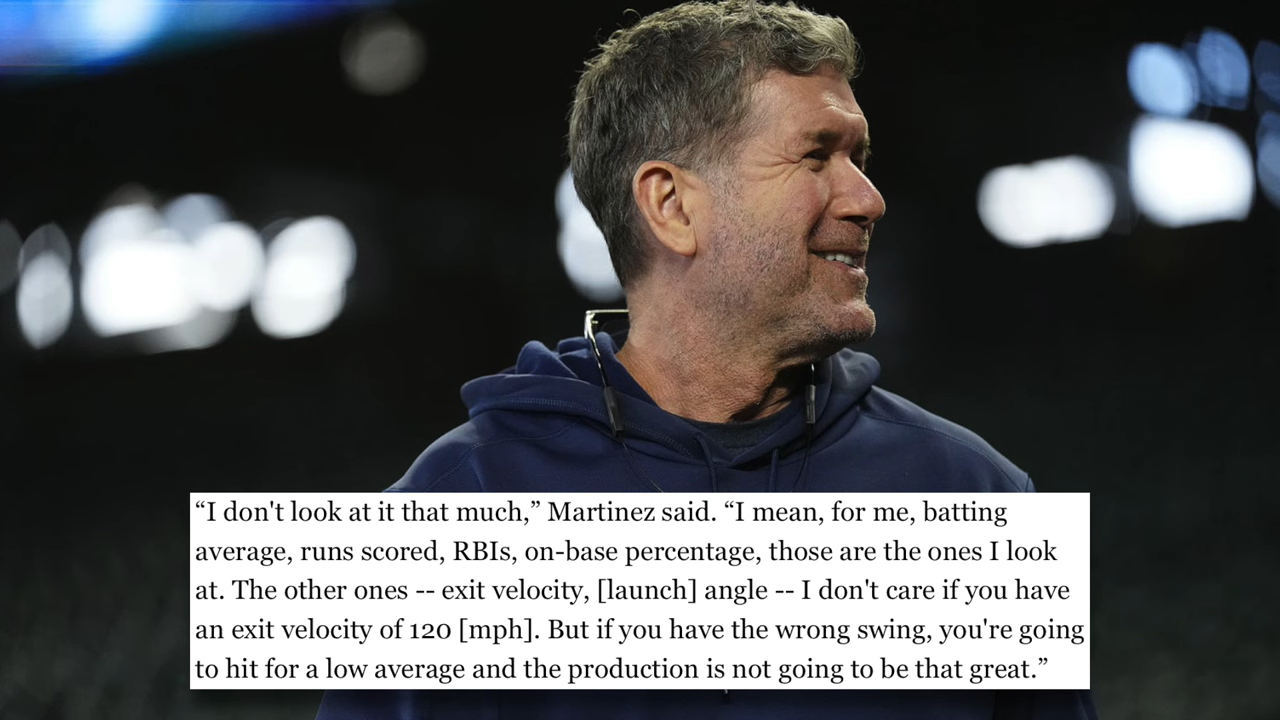 “I don't look at it that much,” Martinez said. “I mean, for me, batting
average, runs scored, RBIs, on-base percentage, those are the ones I look
at. The other ones -- exit velocity, [launch] angle -- I don't care if you have
an exit velocity of 120 [mph]. But if you have the wrong swing, you're going
to hit for a low average and the production is not going to be that great.”